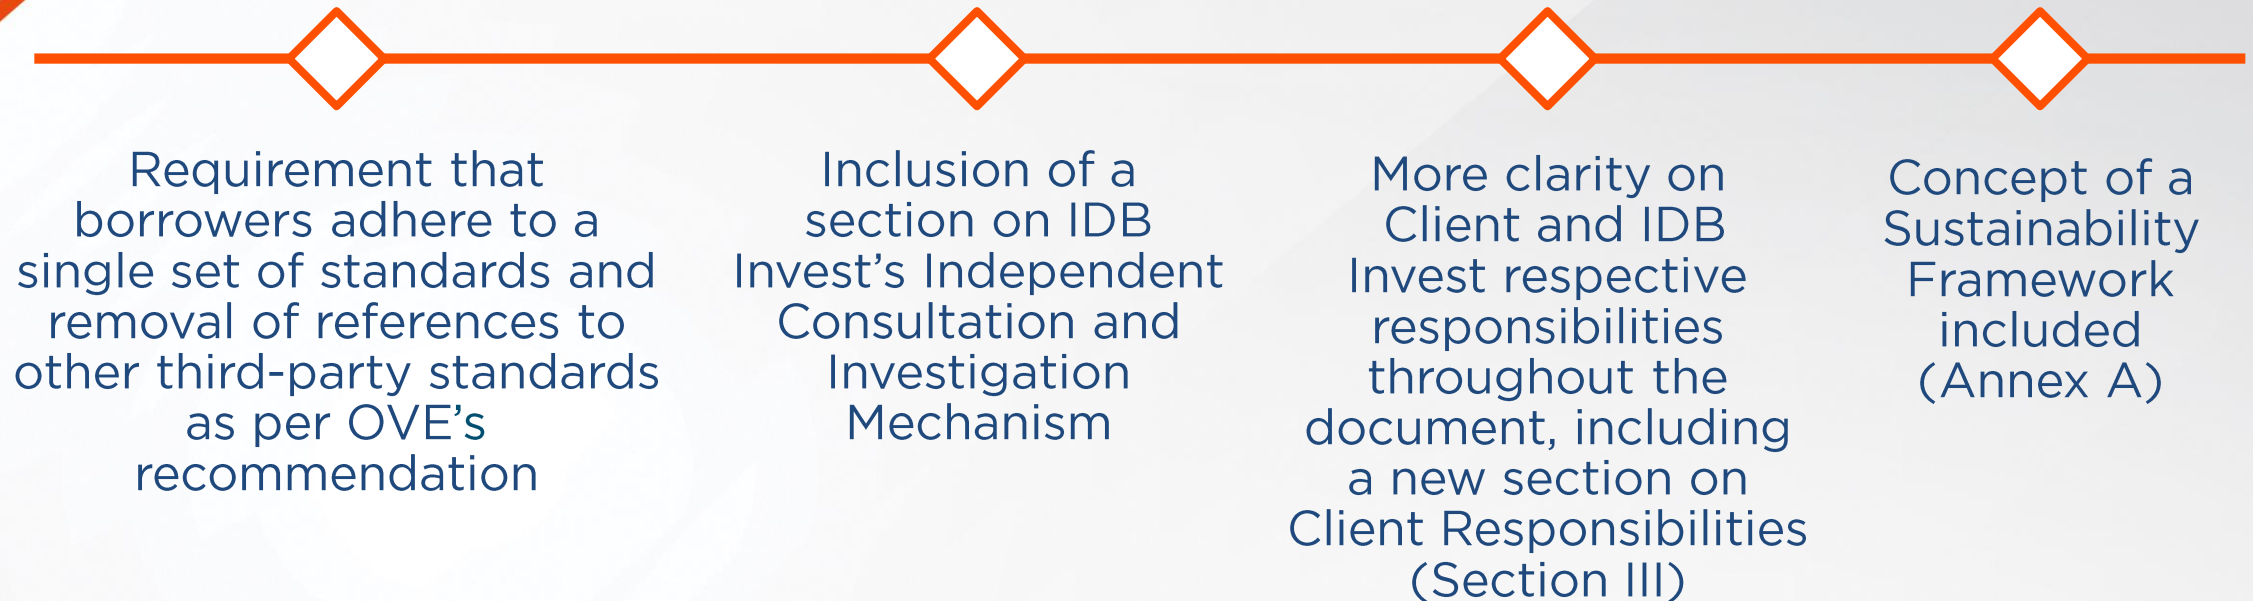 Requirement that
borrowers adhere to a
single set of standards and
removal of references to
other third-party standards
as per OVE’s
recommendation
Inclusion of a
section on IDB
Invest’s Independent
Consultation and
Investigation
Mechanism
More clarity on
Client and IDB
Invest respective
responsibilities
throughout the
document, including
a new section on
Client Responsibilities
(Section III)
Concept of a
Sustainability
Framework
included
(Annex A)